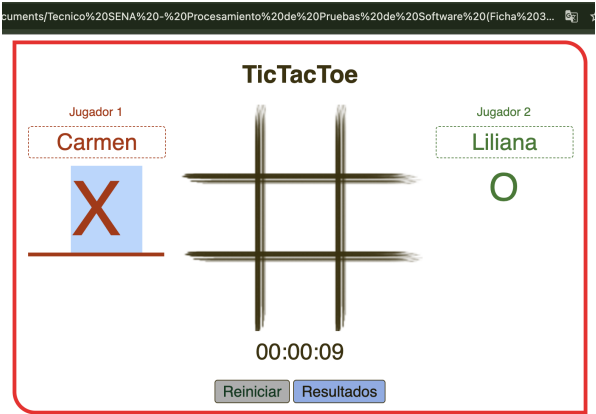 cuments/Tecnico%20SENA%20-%20Procesamiento%20de%20Pruebas%20de%20Software%20(Ficha%203...
TicTacToe
Jugador 1
Carmen
X
Jugador 2
Liliana
O
00:00:09
Reiniciar
Resultados